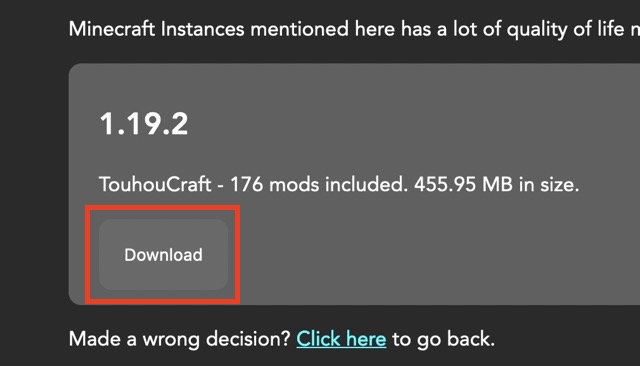 Minecraft Instances mentioned here has a lot of quality of life
1.19.2
TouhouCraft - 176 mods included. 455.95 MB in size.
Download
Made a wrong decision? Click here to go back.